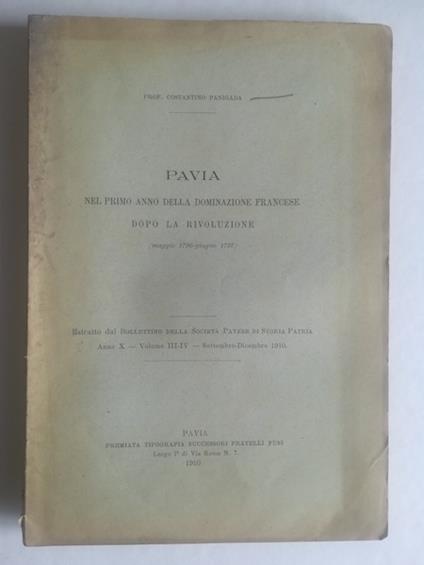 PROF. COSTANTINO PANIGADA
PAVIA
NEL PRIMO ANNO DELLA DOMINAZIONE FRANCESE
DOPO LA RIVOLUZIONE
(maggio 1796-giugno 1797)
Estratto dal BOLLETTINO DELLA SOCIETÀ PAVESE DI STORIA PATRIA
Anno X — Volume III-IV — Settembre-Dicembre 1910.
PAVIA
PREMIATA TIPOGRAFIA SUCCESSORI FRATELLI FUSI
Largo I° di Via Roma N. 7.
1910